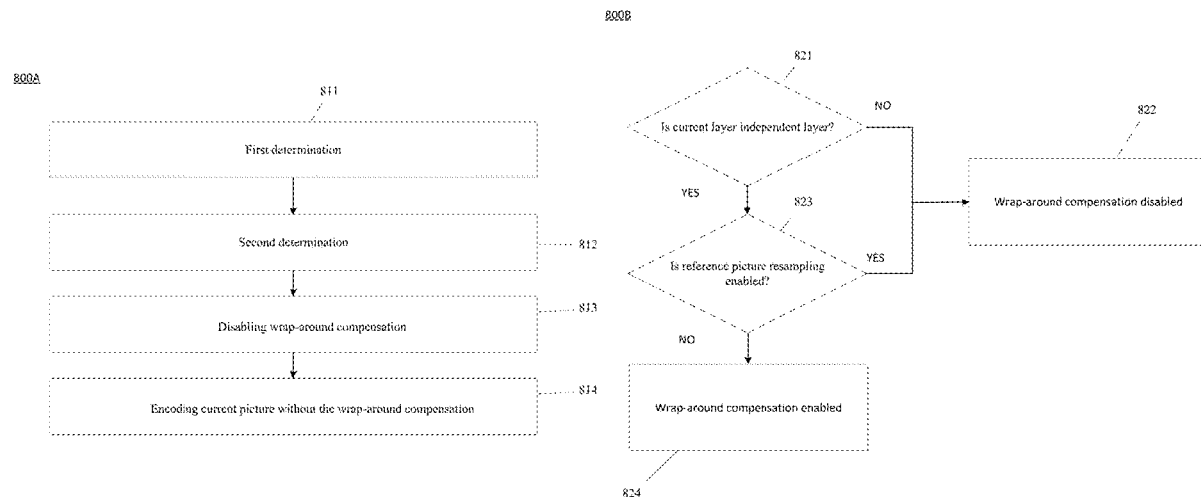 800A
811
First determination
Second determination
812
813
Disabling wrap-around compensation
814
Encoding current picture without the wrap-around compensation
800B
821
Is current layer independent layer?
NO
822
YES
823
Wrap-around compensation disabled
Is reference picture resampling
enabled?
YES
NO
Wrap-around compensation enabled
824